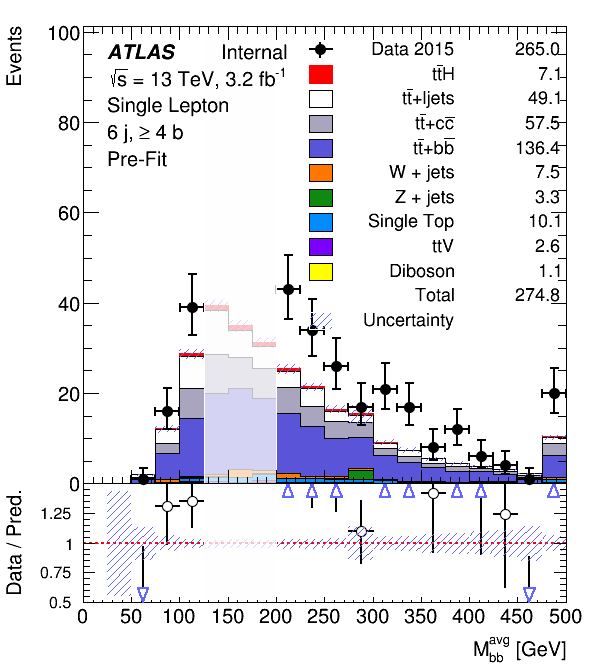 Events
100
80
60
40
20
0
ATLAS Internal
√s = 13 TeV, 3.2 fb⁻¹
Single Lepton
6 j, ≥ 4 b
Pre-Fit
Data 2015 265.0
tt̄H 7.1
tt̄+ljets 49.1
tt̄+cc̄ 57.5
tt̄+bb̄ 136.4
W + jets 7.5
Z + jets 3.3
Single Top 10.1
ttV 2.6
Diboson 1.1
Total 274.8
Uncertainty
Data / Pred.
1.25
1
0.75
0.5
0 50 100 150 200 250 300 350 400 450 500
M_bb^avg [GeV]